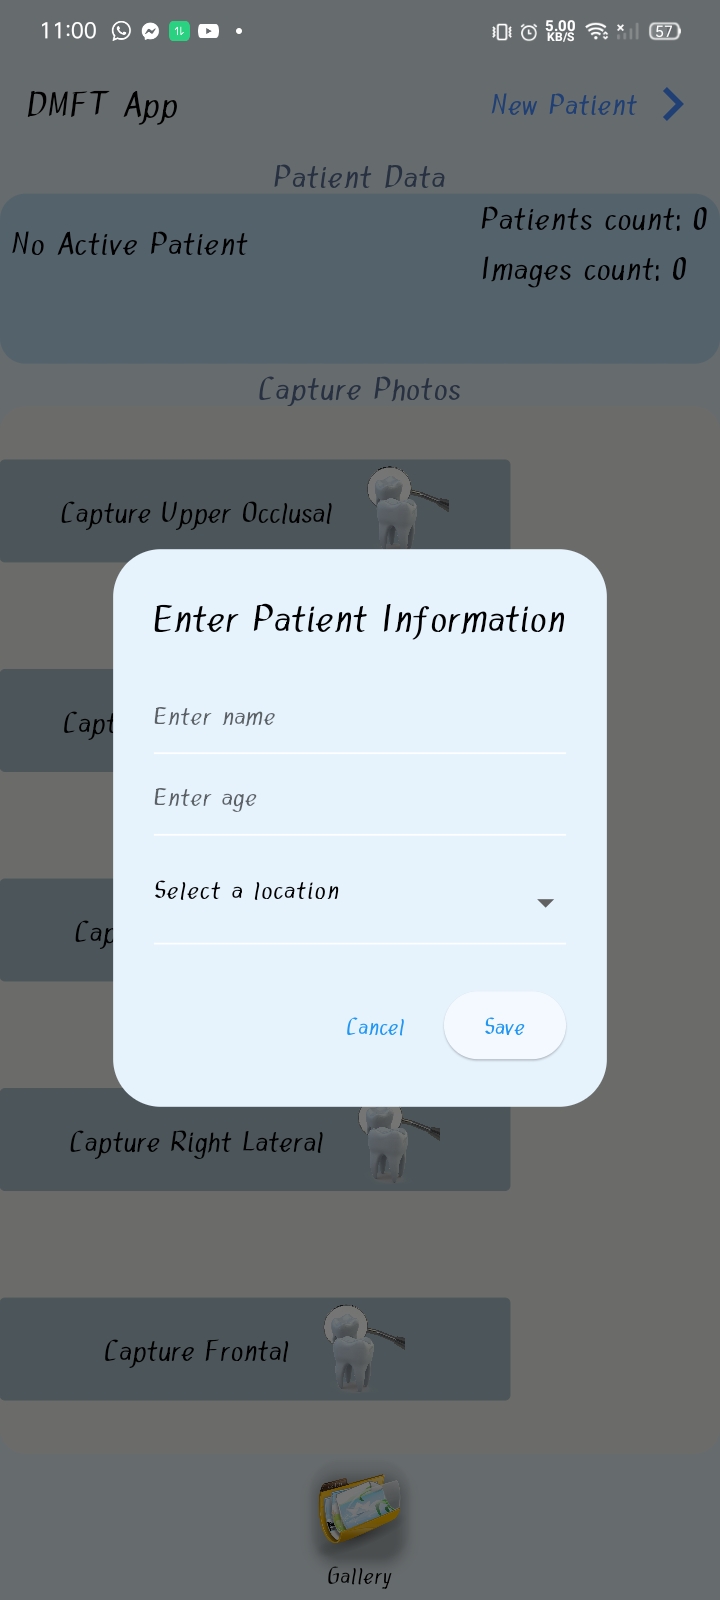 11:00
5.00
KB/S
57
DMFT App
New Patient
Patient Data
No Active Patient
Patients count: 0
Images count: 0
Capture Photos
Capture Upper Occlusal
Enter Patient Information
Capt
Enter name
Enter age
Select a location
Cap
Cancel
Save
Capture Right Lateral
Capture Frontal
Gallery